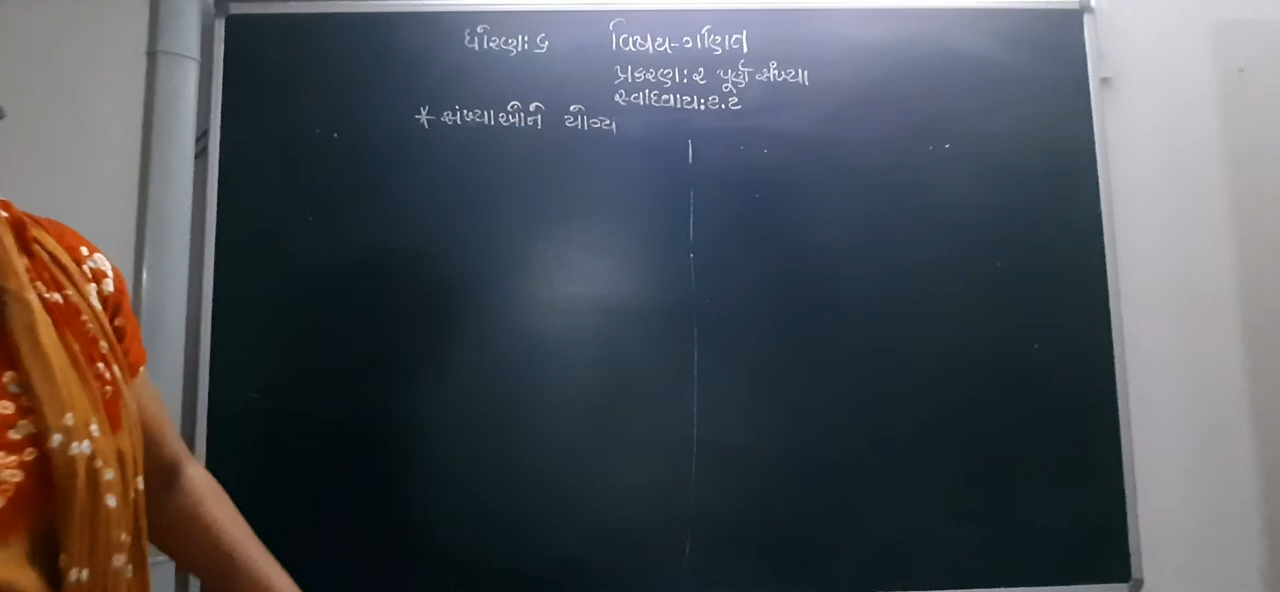 ધોરણ: ૬ વિષય-ગણિત
પ્રકરણ: ૨ પૂર્ણ સંખ્યા
સ્વાધ્યાય: ૨.૨
* સંખ્યાઓને યોગ્ય